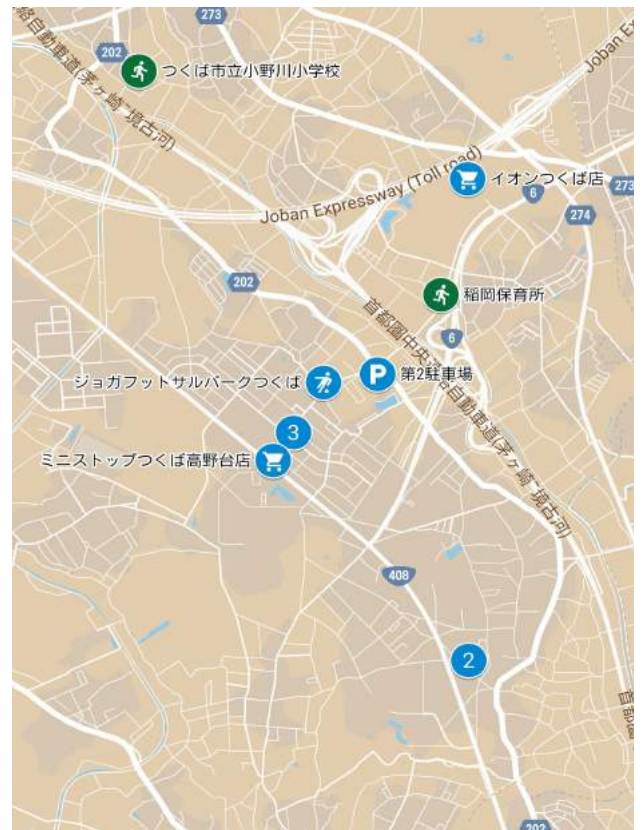 273
202
つくば市立小野川小学校
絡自動車道(茅ヶ崎~境古河)
Joban Expressway (Toll road)
Joban Ex
イオンつくば店
6
273
274
202
稲岡保育所
6
首都圏中央連絡自動車道(茅ヶ崎~境古河)
ジョガフットサルパークつくば
P
第2駐車場
3
ミニストップつくば高野台店
408
2
首都圏
202